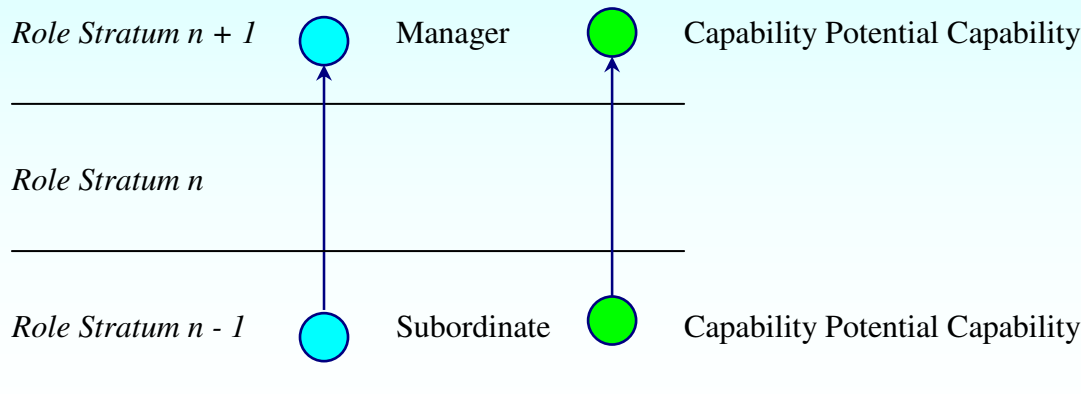 Role Stratum n + 1 Manager Capability Potential Capability
Role Stratum n
Role Stratum n - 1 Subordinate Capability Potential Capability